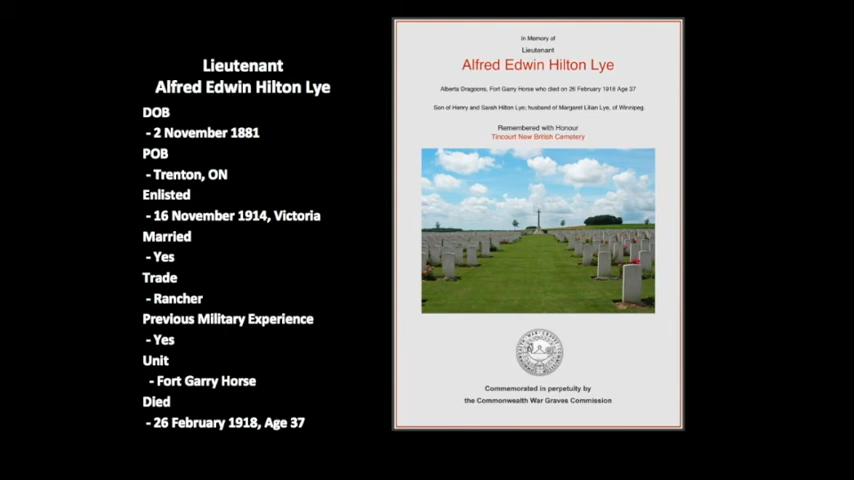 Lieutenant
Alfred Edwin Hilton Lye
DOB
- 2 November 1881
POB
- Trenton, ON
Enlisted
- 16 November 1914, Victoria
Married
- Yes
Trade
- Rancher
Previous Military Experience
- Yes
Unit
- Fort Garry Horse
Died
- 26 February 1918, Age 37
In Memory of
Lieutenant
Alfred Edwin Hilton Lye
Alberta Dragoons, Fort Garry Horse who died on 26 February 1918 Age 37
Son of Henry and Sarah Hilton Lye; husband of Margaret Lilian Lye, of Winnipeg.
Remembered with Honour
Tincourt New British Cemetery
Commemorated in perpetuity by
the Commonwealth War Graves Commission